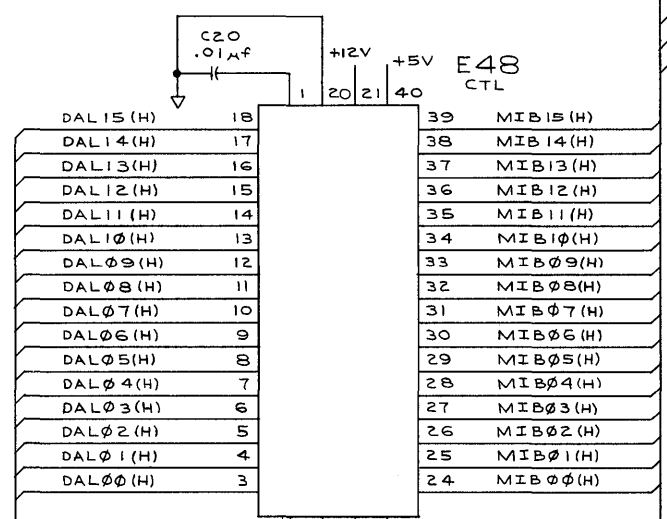 C20
.01µf
+12V
+5V
E48
CTL
1 20 21 40
DAL15(H) 18 39 MIB15(H)
DAL14(H) 17 38 MIB14(H)
DAL13(H) 16 37 MIB13(H)
DAL12(H) 15 36 MIB12(H)
DAL11(H) 14 35 MIB11(H)
DAL1Ø(H) 13 34 MIB1Ø(H)
DALØ9(H) 12 33 MIBØ9(H)
DALØ8(H) 11 32 MIBØ8(H)
DALØ7(H) 10 31 MIBØ7(H)
DALØ6(H) 9 30 MIBØ6(H)
DALØ5(H) 8 29 MIBØ5(H)
DALØ4(H) 7 28 MIBØ4(H)
DALØ3(H) 6 27 MIBØ3(H)
DALØ2(H) 5 26 MIBØ2(H)
DALØ1(H) 4 25 MIBØ1(H)
DALØØ(H) 3 24 MIBØØ(H)